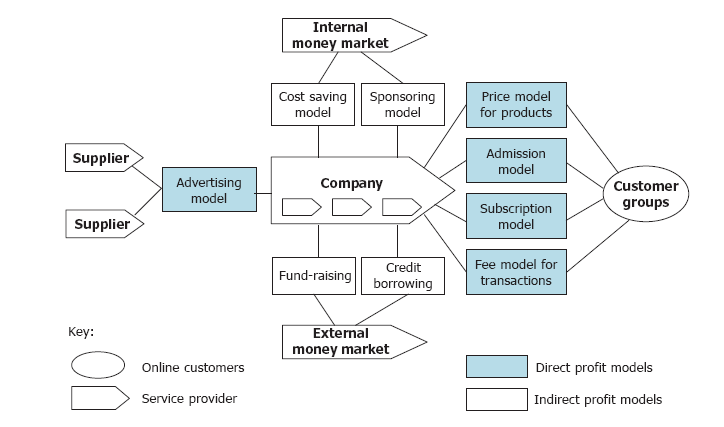 Internal
money market
Cost saving
model
Sponsoring
model
Price model
for products
Supplier
Advertising
model
Company
Admission
model
Customer
groups
Supplier
Subscription
model
Fund-raising
Credit
borrowing
Fee model for
transactions
External
money market
Key:
Online customers
Service provider
Direct profit models
Indirect profit models